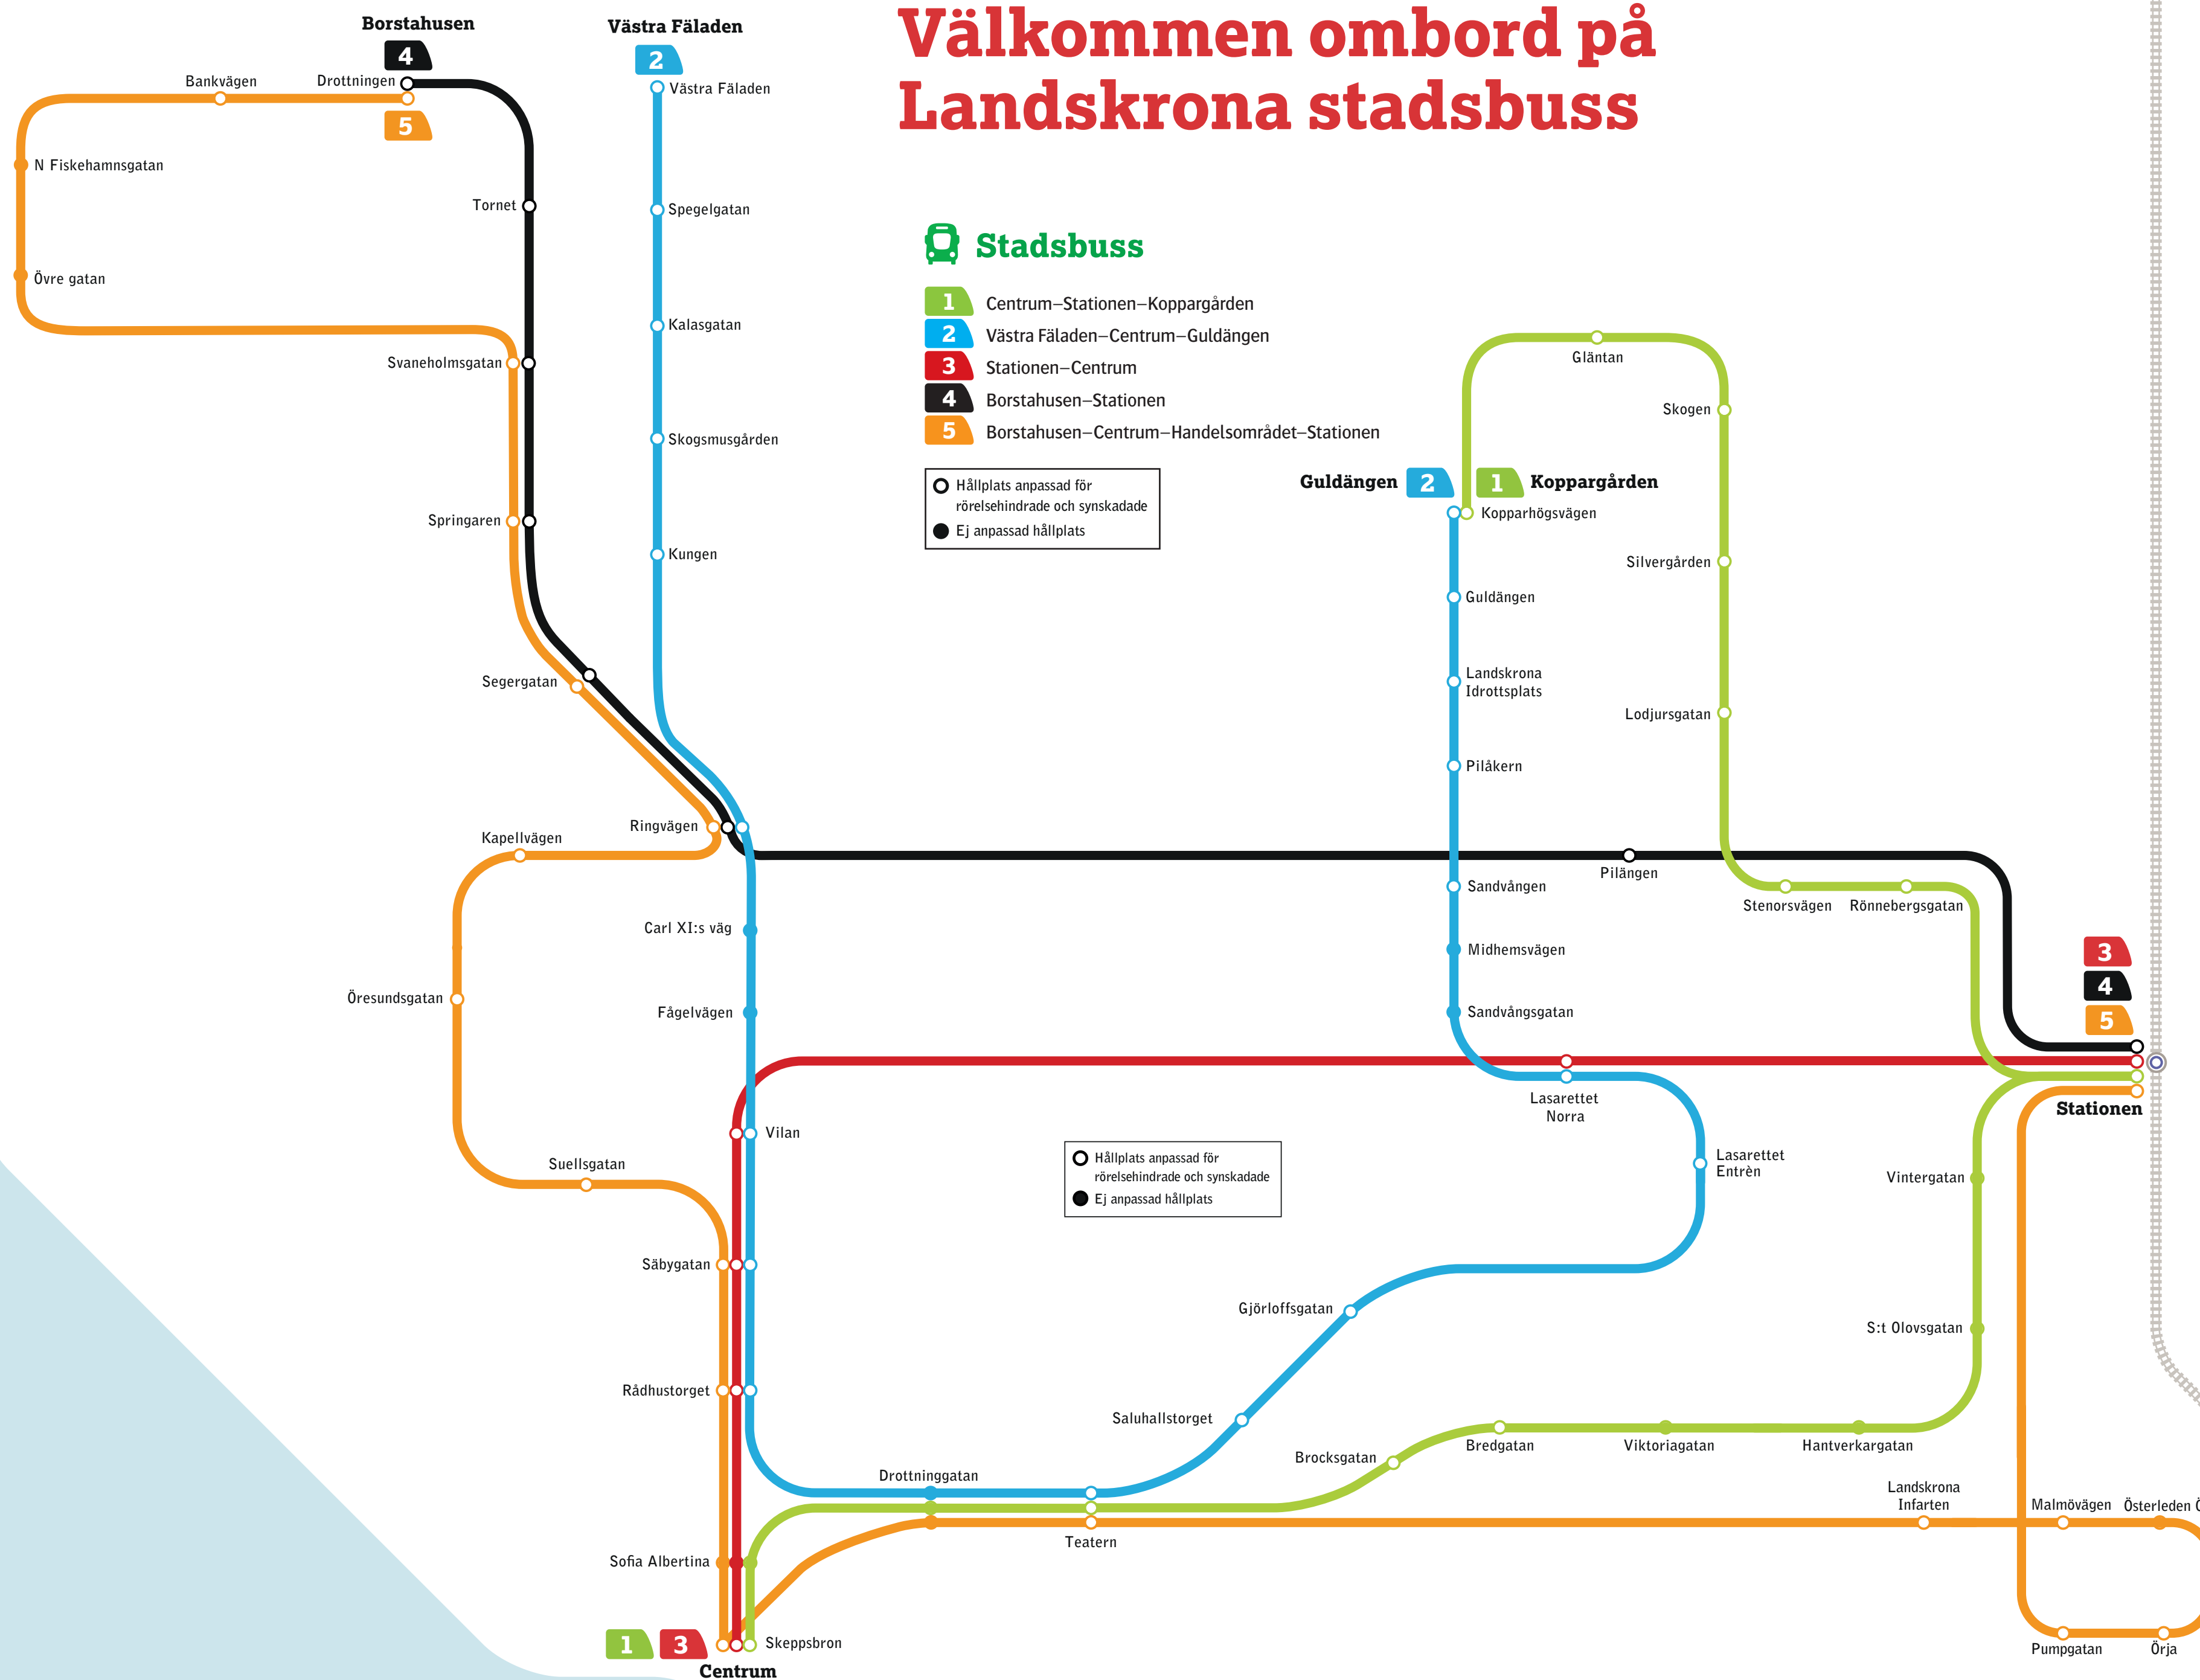 Välkommen ombord på
Landskrona stadsbuss
Borstahusen
4
Västra Fäladen
2
Bankvägen
Drottningen
5
Västra Fäladen
N Fiskehamnsgatan
Tornet
Spegelgatan
Övre gatan
Kalasgatan
Svaneholmsgatan
Skogsmusgården
Springaren
Kungen
Segergatan
Stadsbuss
1 Centrum–Stationen–Koppargården
2 Västra Fäladen–Centrum–Guldängen
3 Stationen–Centrum
4 Borstahusen–Stationen
5 Borstahusen–Centrum–Handelsområdet–Stationen
Hållplats anpassad för
rörelsehindrade och synskadade
Ej anpassad hållplats
Gläntan
Skogen
Guldängen 2
1 Koppargården
Kopparhögsvägen
Silvergården
Guldängen
Landskrona
Idrottsplats
Lodjursgatan
Pilåkern
Ringvägen
Kapellvägen
Pilängen
Sandvången
Stenorsvägen
Rönnebergsgatan
Carl XI:s väg
Midhemsvägen
3
4
5
Öresundsgatan
Fågelvägen
Sandvångsgatan
Lasarettet
Norra
Stationen
Vilan
Hållplats anpassad för
rörelsehindrade och synskadade
Ej anpassad hållplats
Suellsgatan
Lasarettet
Entrèn
Vintergatan
Säbygatan
Gjörloffsgatan
S:t Olovsgatan
Rådhustorget
Saluhallstorget
Brocksgatan
Bredgatan
Viktoriagatan
Hantverkargatan
Drottninggatan
Landskrona
Infarten
Malmövägen
Österleden Ö
Teatern
Sofia Albertina
1 3
Skeppsbron
Centrum
Pumpgatan
Örja